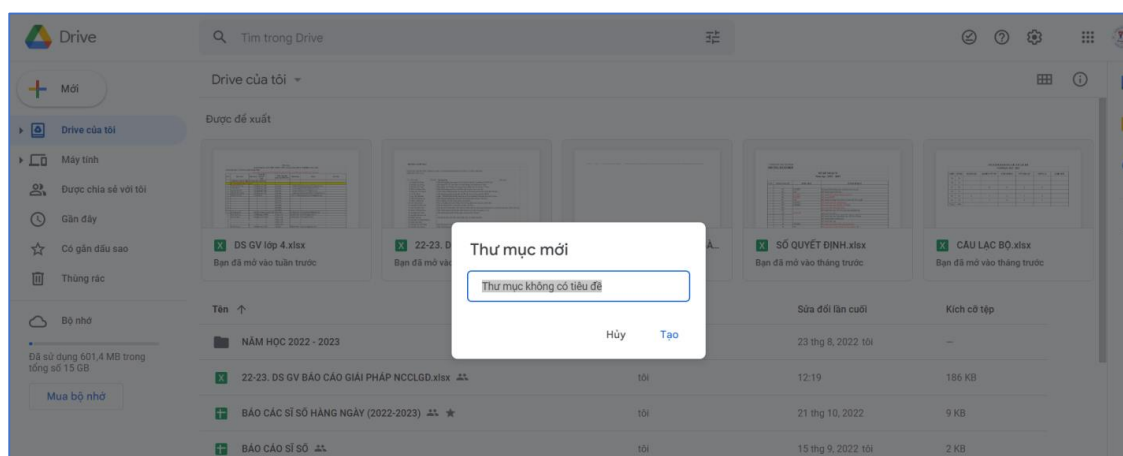 Drive
Tìm trong Drive
Mới
Drive của tôi
Được đề xuất
Drive của tôi
Máy tính
Được chia sẻ với tôi
Gần đây
Có gắn dấu sao
Thùng rác
Bộ nhớ
Đã sử dụng 601,4 MB trong
tổng số 15 GB
Mua bộ nhớ
DS GV lớp 4.xlsx
Bạn đã mở vào tuần trước
22-23. D
Bạn đã mở vào
SỔ QUYẾT ĐỊNH.xlsx
Bạn đã mở vào tháng trước
CÂU LẠC BỘ.xlsx
Bạn đã mở vào tháng trước
Thư mục mới
Thư mục không có tiêu đề
Hủy
Tạo
Tên
Sửa đổi lần cuối
Kích cỡ tệp
NĂM HỌC 2022 - 2023
23 thg 8, 2022 tôi
—
22-23. DS GV BÁO CÁO GIẢI PHÁP NCCLGD.xlsx
tôi
12:19
186 KB
BÁO CÁC SĨ SỐ HÀNG NGÀY (2022-2023)
tôi
21 thg 10, 2022
9 KB
BÁO CÁO SĨ SỐ
tôi
15 thg 9, 2022 tôi
2 KB